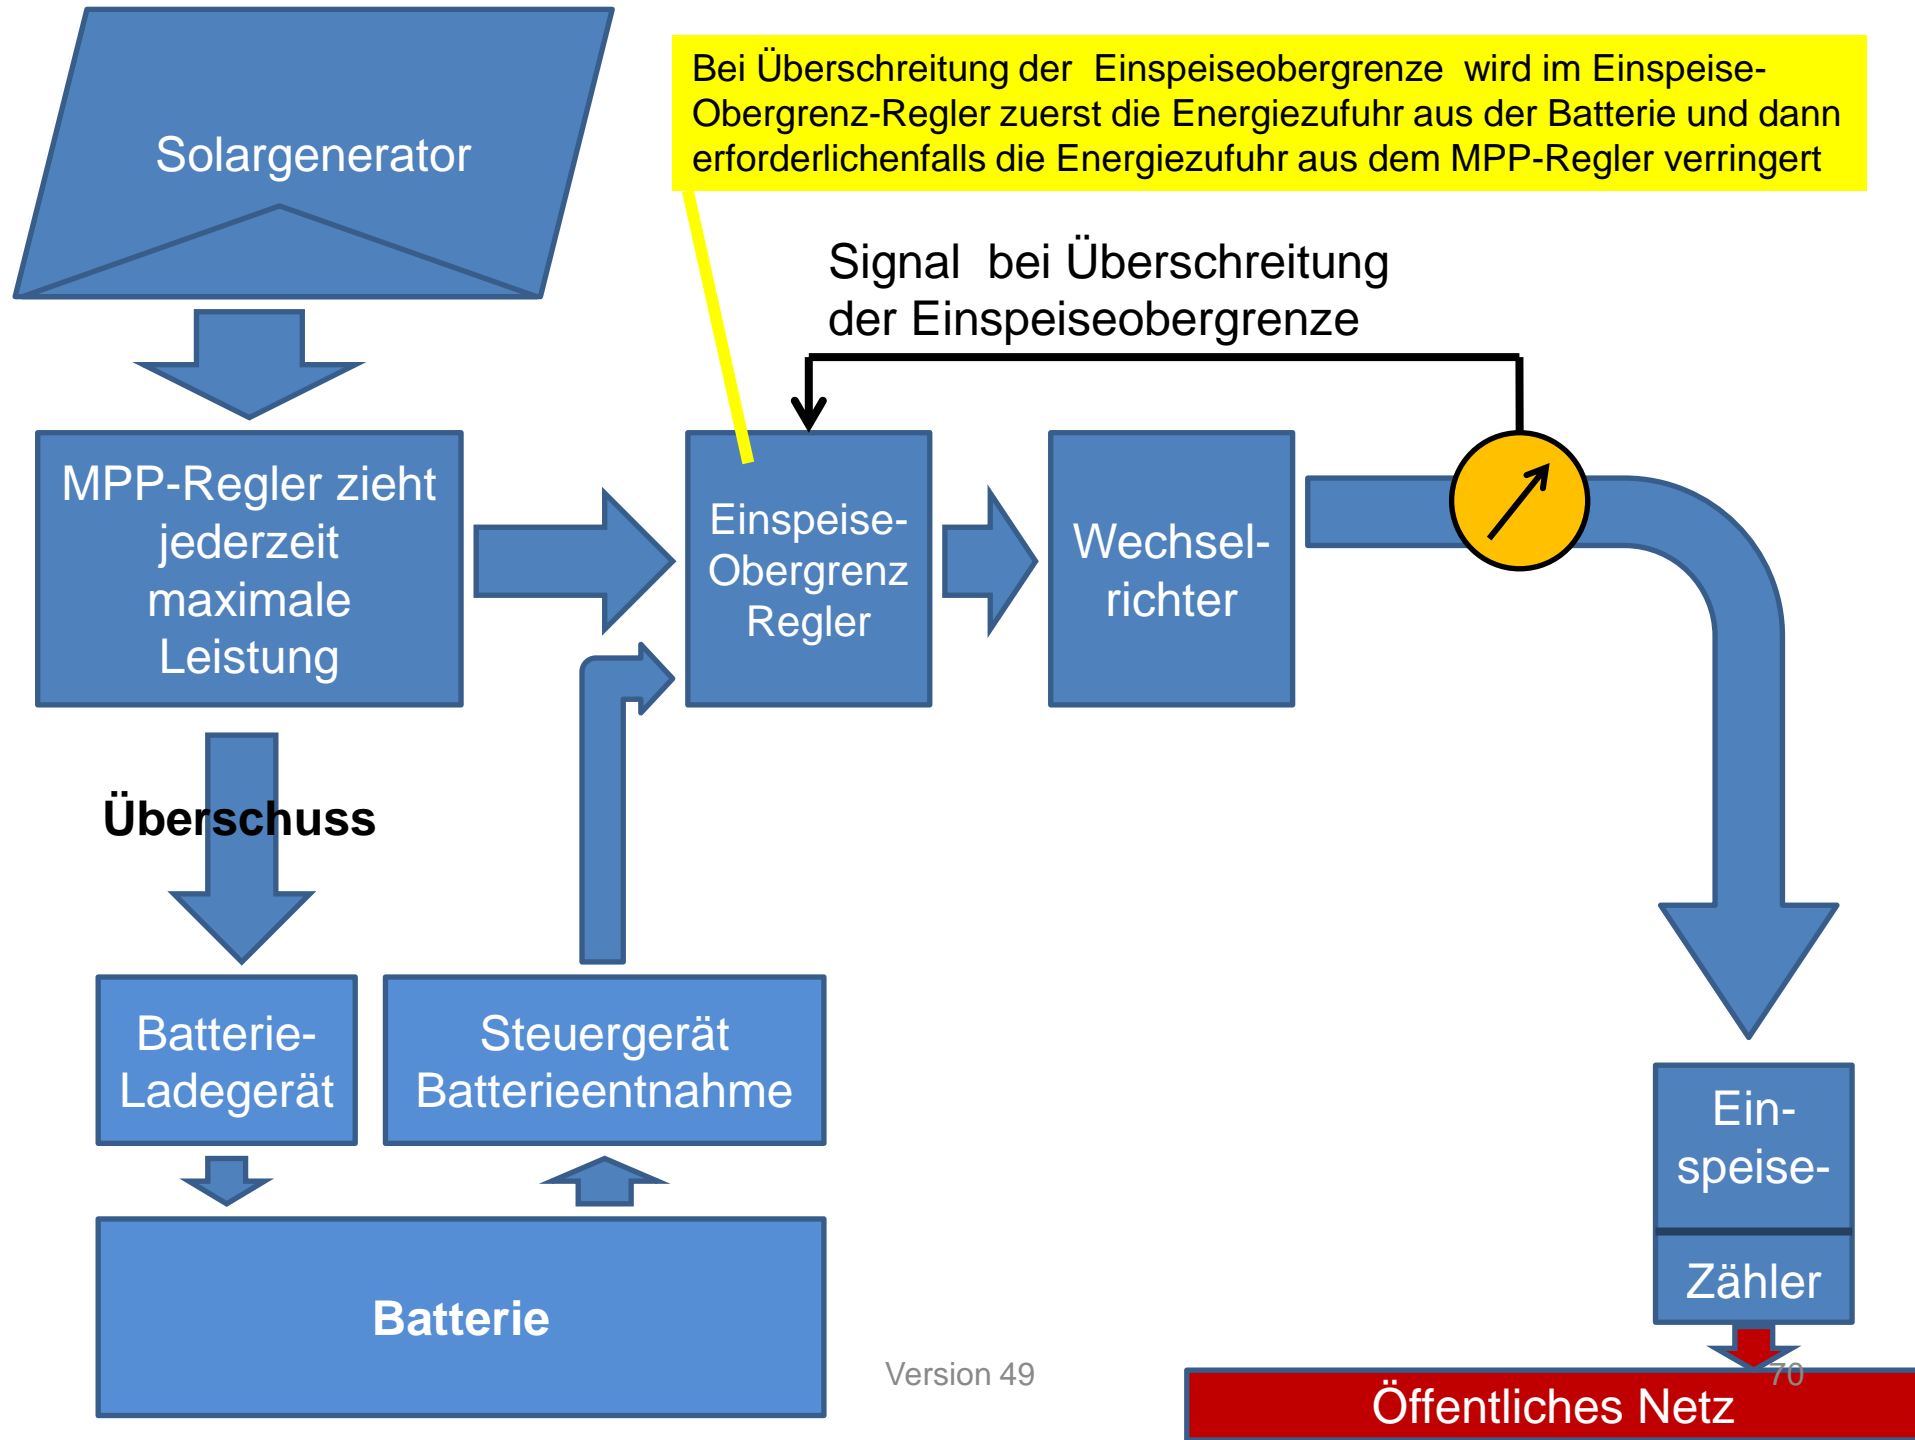 Solargenerator
Bei Überschreitung der Einspeiseobergrenze wird im Einspeise-
Obergrenz-Regler zuerst die Energiezufuhr aus der Batterie und dann
erforderlichenfalls die Energiezufuhr aus dem MPP-Regler verringert
Signal bei Überschreitung
der Einspeiseobergrenze
MPP-Regler zieht
jederzeit
maximale
Leistung
Einspeise-
Obergrenz
Regler
Wechsel-
richter
Überschuss
Batterie-
Ladegerät
Steuergerät
Batterieentnahme
Ein-
speise-
Zähler
Batterie
Version 49
70
Öffentliches Netz